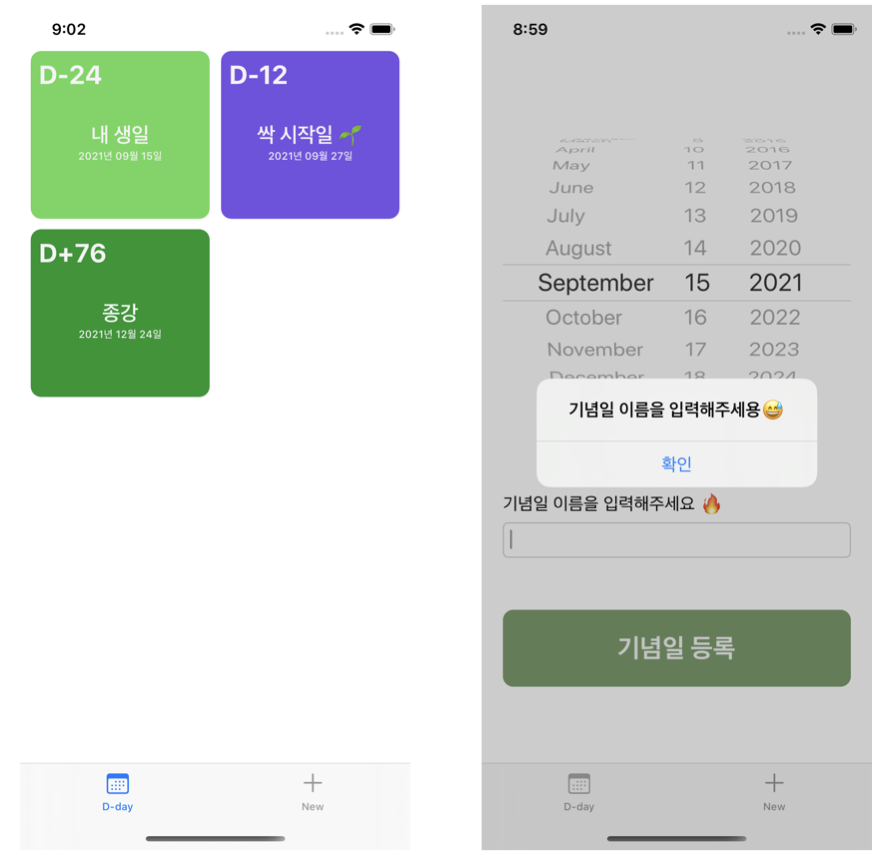 9:02
D-24
내 생일
2021년 09월 15일
D-12
싹 시작일 🌱
2021년 09월 27일
D+76
종강
2021년 12월 24일
D-day
New
8:59
April 10 2016
May 11 2017
June 12 2018
July 13 2019
August 14 2020
September 15 2021
October 16 2022
November 17 2023
December 18 2024
기념일 이름을 입력해주세용😅
확인
기념일 이름을 입력해주세요 🔥
기념일 등록
D-day
New